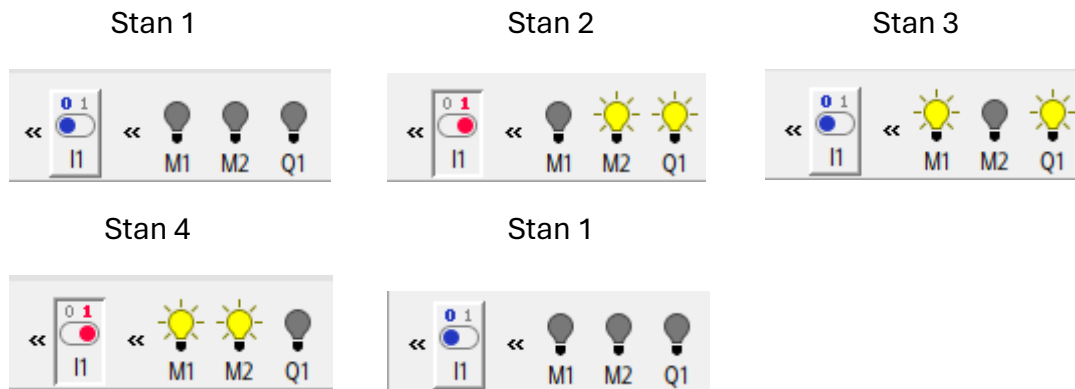 Stan 1 Stan 2 Stan 3
0 1 0 1 0 1
« « « « « «
I1 M1 M2 Q1 I1 M1 M2 Q1 I1 M1 M2 Q1
Stan 4 Stan 1
0 1 0 1
« « « «
I1 M1 M2 Q1 I1 M1 M2 Q1